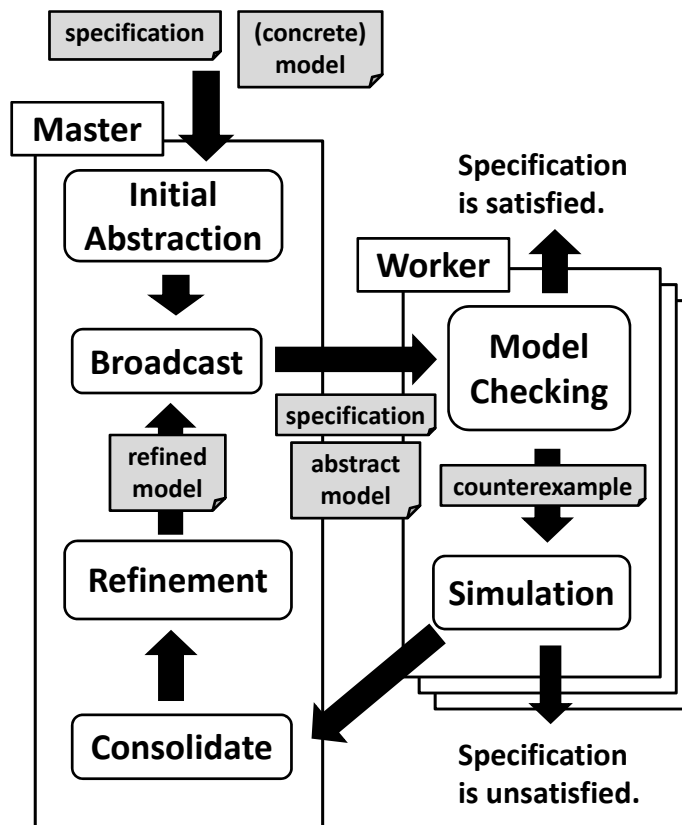 specification
(concrete)
model
Master
Initial
Abstraction
Specification
is satisfied.
Worker
Broadcast
Model
Checking
specification
abstract
model
refined
model
counterexample
Refinement
Simulation
Consolidate
Specification
is unsatisfied.